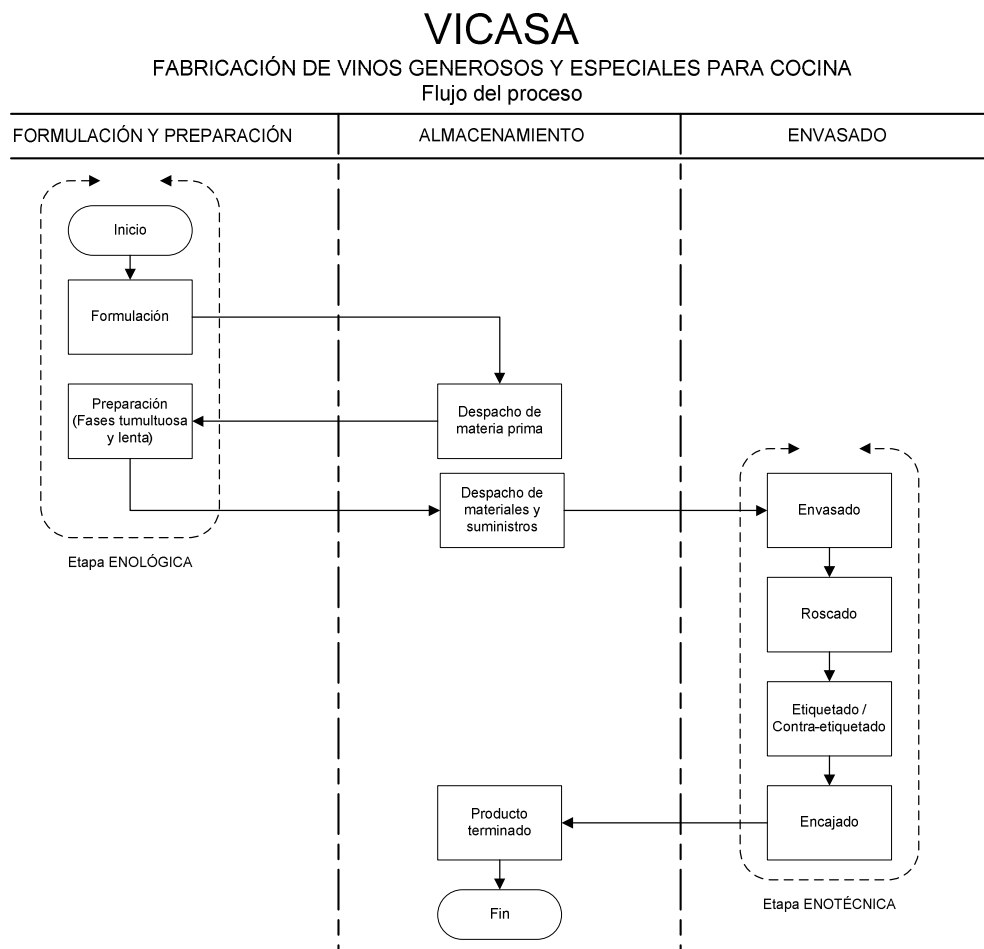 VICASA
FABRICACIÓN DE VINOS GENEROSOS Y ESPECIALES PARA COCINA
Flujo del proceso
FORMULACIÓN Y PREPARACIÓN
ALMACENAMIENTO
ENVASADO
Inicio
Formulación
Preparación
(Fases tumultuosa
y lenta)
Despacho de
materia prima
Despacho de
materiales y
suministros
Envasado
Etapa ENOLÓGICA
Roscado
Etiquetado /
Contra-etiquetado
Producto
terminado
Encajado
Fin
Etapa ENOTÉCNICA